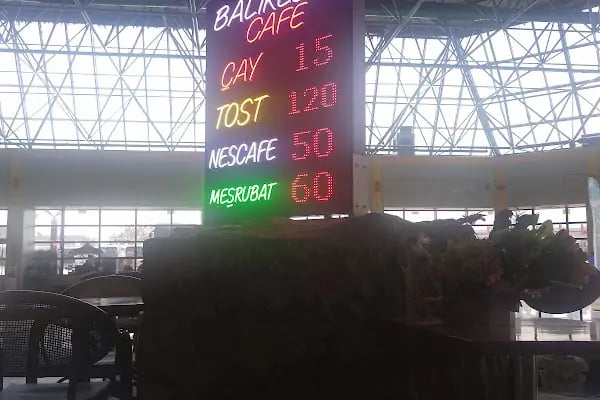 CAFE
ÇAY 15
TOST 120
NESCAFE 50
MEŞRUBAT 60